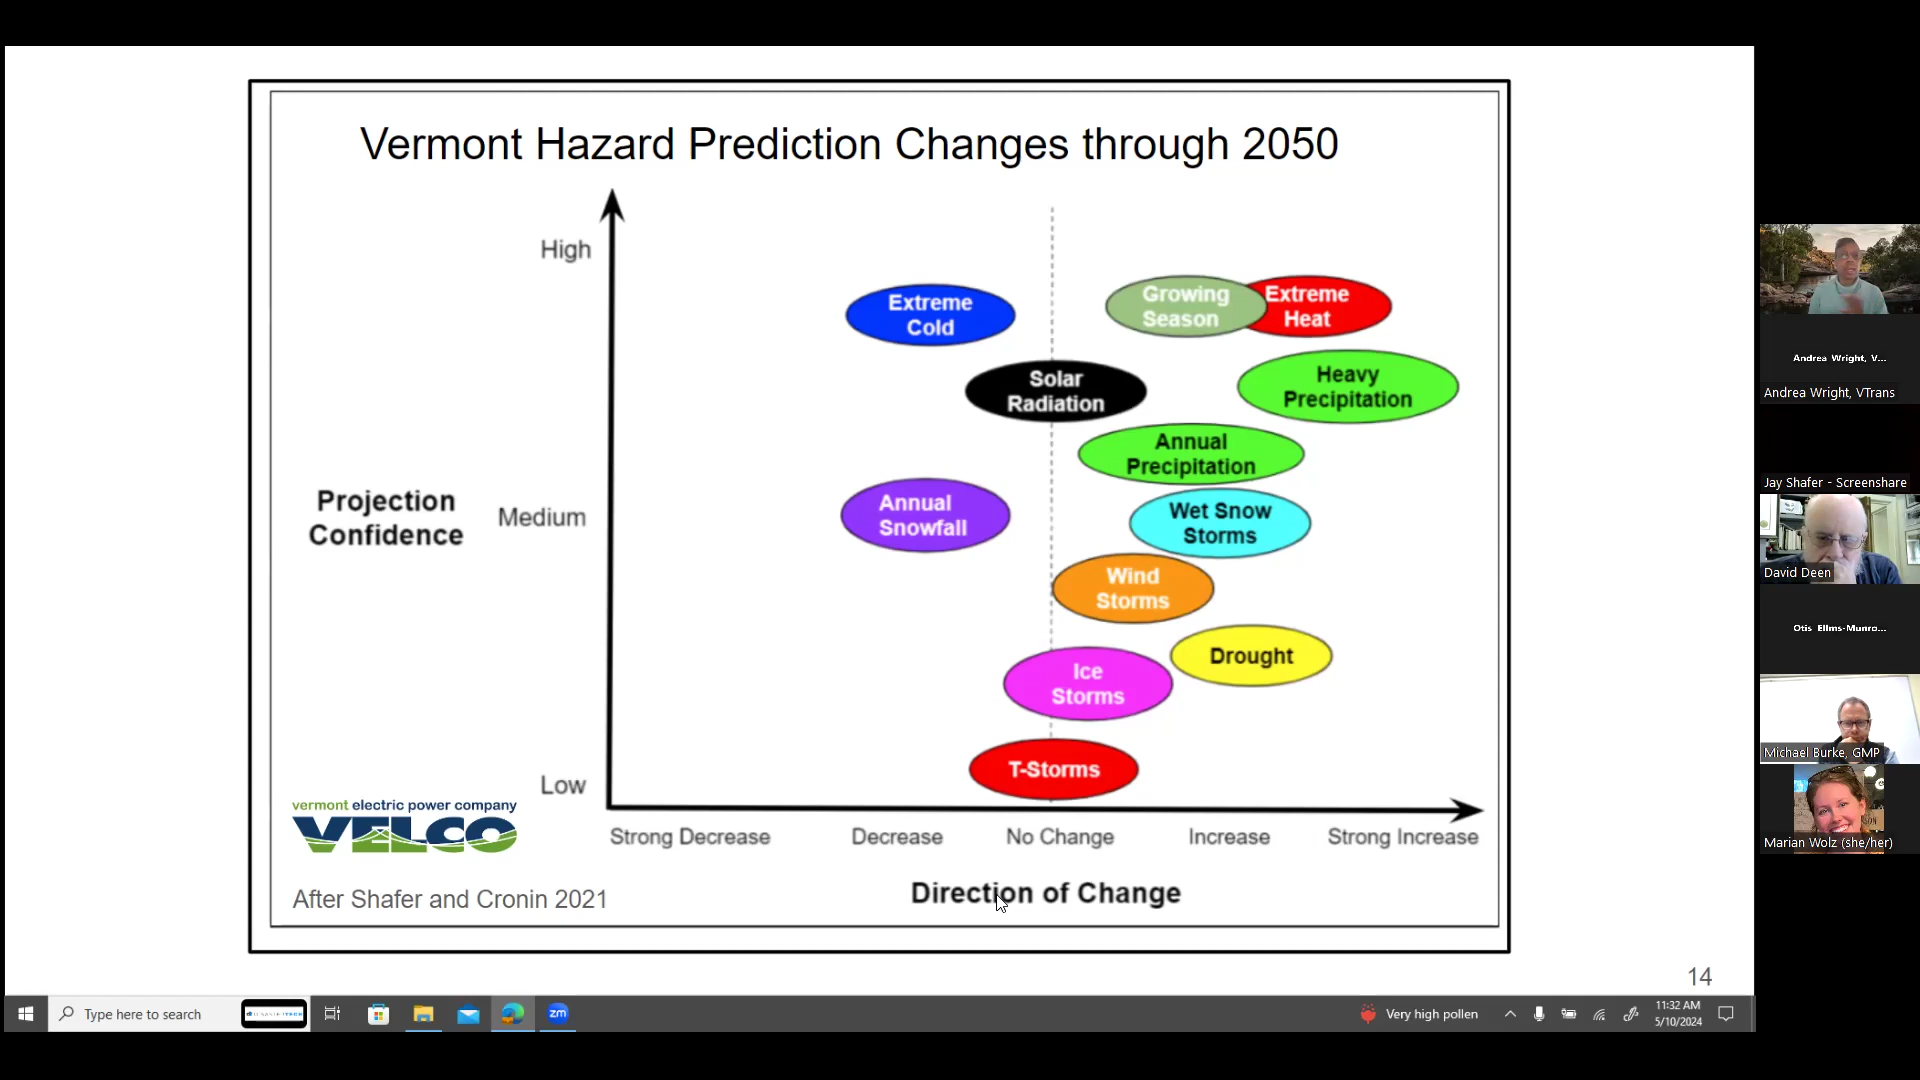 Vermont Hazard Prediction Changes through 2050
High
Extreme
Cold
Growing
Season
Extreme
Heat
Solar
Radiation
Heavy
Precipitation
Annual
Precipitation
Projection
Confidence
Medium
Annual
Snowfall
Wet Snow
Storms
Wind
Storms
Drought
Ice
Storms
T-Storms
Low
vermont electric power company
VELCO
Strong Decrease
Decrease
No Change
Increase
Strong Increase
After Shafer and Cronin 2021
Direction of Change
14
Andrea Wright, V...
Andrea Wright, VTrans
Jay Shafer - Screenshare
David Deen
Otis Ellms-Munro...
Michael Burke, GMP
Marian Wolz (she/her)
Type here to search
zm
Very high pollen
11:32 AM
5/10/2024